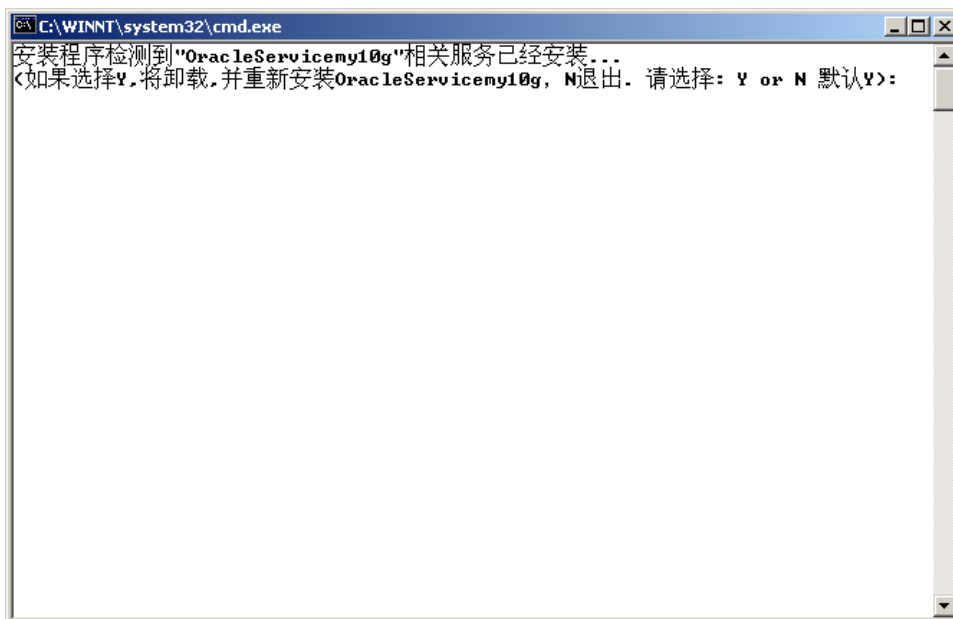 C:\WINNT\system32\cmd.exe
安装程序检测到"OracleServicemy10g"相关服务已经安装...
(如果选择Y,将卸载,并重新安装OracleServicemy10g, N退出. 请选择: Y or N 默认Y):